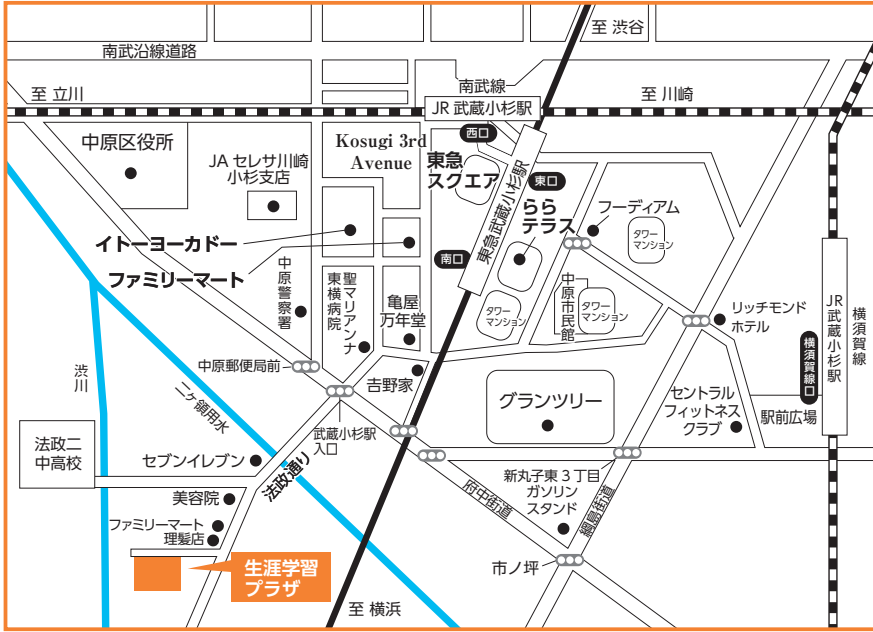 至 渋谷
南武沿線道路
南武線
至 立川
JR 武蔵小杉駅
至 川崎
中原区役所
Kosugi 3rd
Avenue
西口
JA セレサ川崎
小杉支店
東急
スクエア
東急武蔵小杉駅
東口
らら
テラス
フーディアム
タワー
マンション
イトーヨーカドー
ファミリーマート
南口
中原警察署
聖マリアンナ
東横病院
亀屋
万年堂
タワー
マンション
中原市民館
タワー
マンション
リッチモンド
ホテル
JR 武蔵小杉駅
横須賀線
横須賀線口
中原郵便局前
𠮷野家
渋川
二ヶ領用水
グランツリー
セントラル
フィットネス
クラブ
駅前広場
武蔵小杉駅
入口
法政二
中高校
セブンイレブン
法政通り
新丸子東 3 丁目
ガソリン
スタンド
府中街道
綱島街道
美容院
ファミリーマート
理髪店
生涯学習
プラザ
市ノ坪
至 横浜